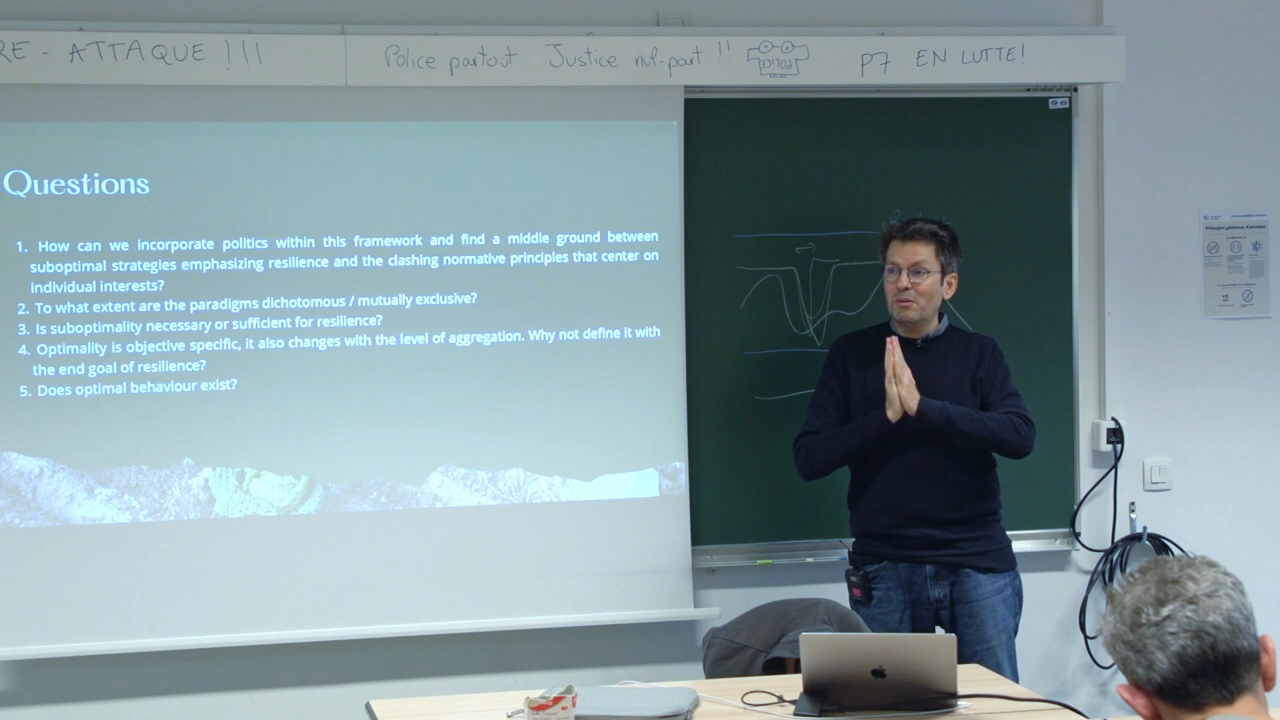 RE - ATTAQUE !!!
Police partout Justice nul-part !!
POLICE
P7 EN LUTTE!
Questions
1. How can we incorporate politics within this framework and find a middle ground between
suboptimal strategies emphasizing resilience and the clashing normative principles that center on
individual interests?
2. To what extent are the paradigms dichotomous / mutually exclusive?
3. Is suboptimality necessary or sufficient for resilience?
4. Optimality is objective specific, it also changes with the level of aggregation. Why not define it with
the end goal of resilience?
5. Does optimal behaviour exist?